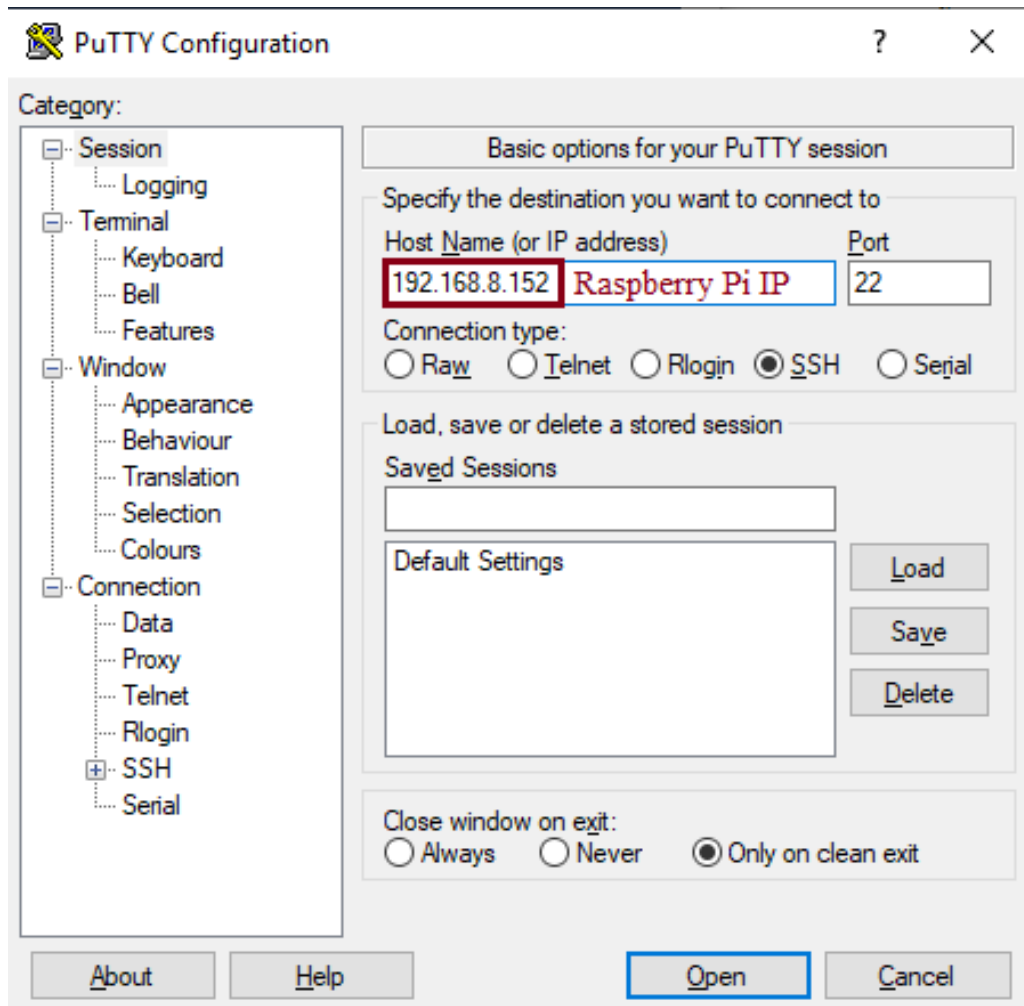 PuTTY Configuration
?
Category:
Session
Logging
Terminal
Keyboard
Bell
Features
Window
Appearance
Behaviour
Translation
Selection
Colours
Connection
Data
Proxy
Telnet
Rlogin
SSH
Serial
Basic options for your PuTTY session
Specify the destination you want to connect to
Host Name (or IP address) Port
192.168.8.152 Raspberry Pi IP 22
Connection type:
Raw Telnet Rlogin SSH Serial
Load, save or delete a stored session
Saved Sessions
Default Settings
Load
Save
Delete
Close window on exit:
Always Never Only on clean exit
About Help Open Cancel